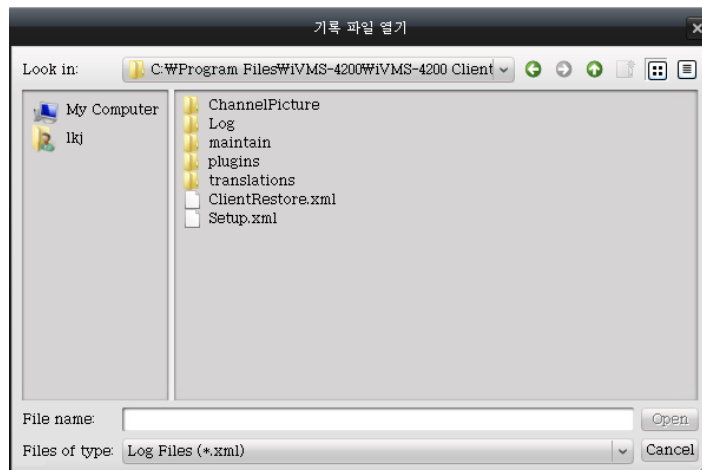 기록 파일 열기
Look in: C:₩Program Files₩iVMS-4200₩iVMS-4200 Client
My Computer
lkj
ChannelPicture
Log
maintain
plugins
translations
ClientRestore.xml
Setup.xml
File name: Open
Files of type: Log Files (*.xml) Cancel